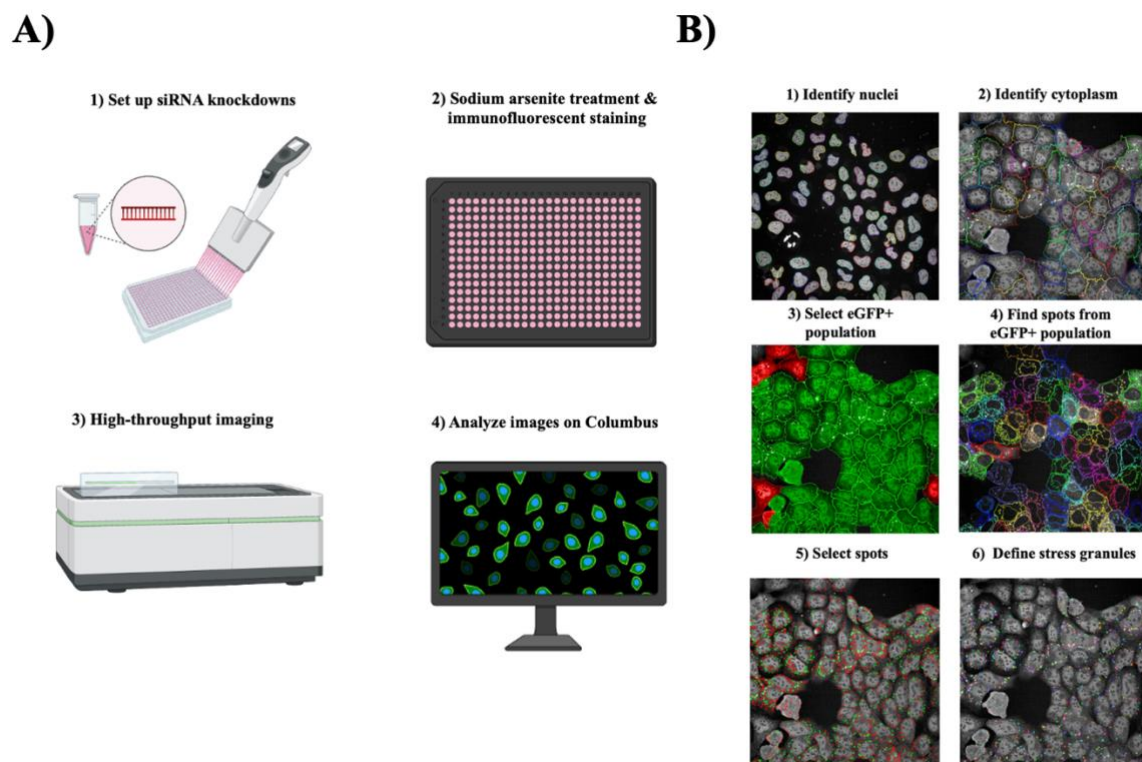 A)
1) Set up siRNA knockdowns
2) Sodium arsenite treatment &
immunofluorescent staining
3) High-throughput imaging
4) Analyze images on Columbus
B)
1) Identify nuclei
2) Identify cytoplasm
3) Select eGFP+
population
4) Find spots from
eGFP+ population
5) Select spots
6) Define stress granules